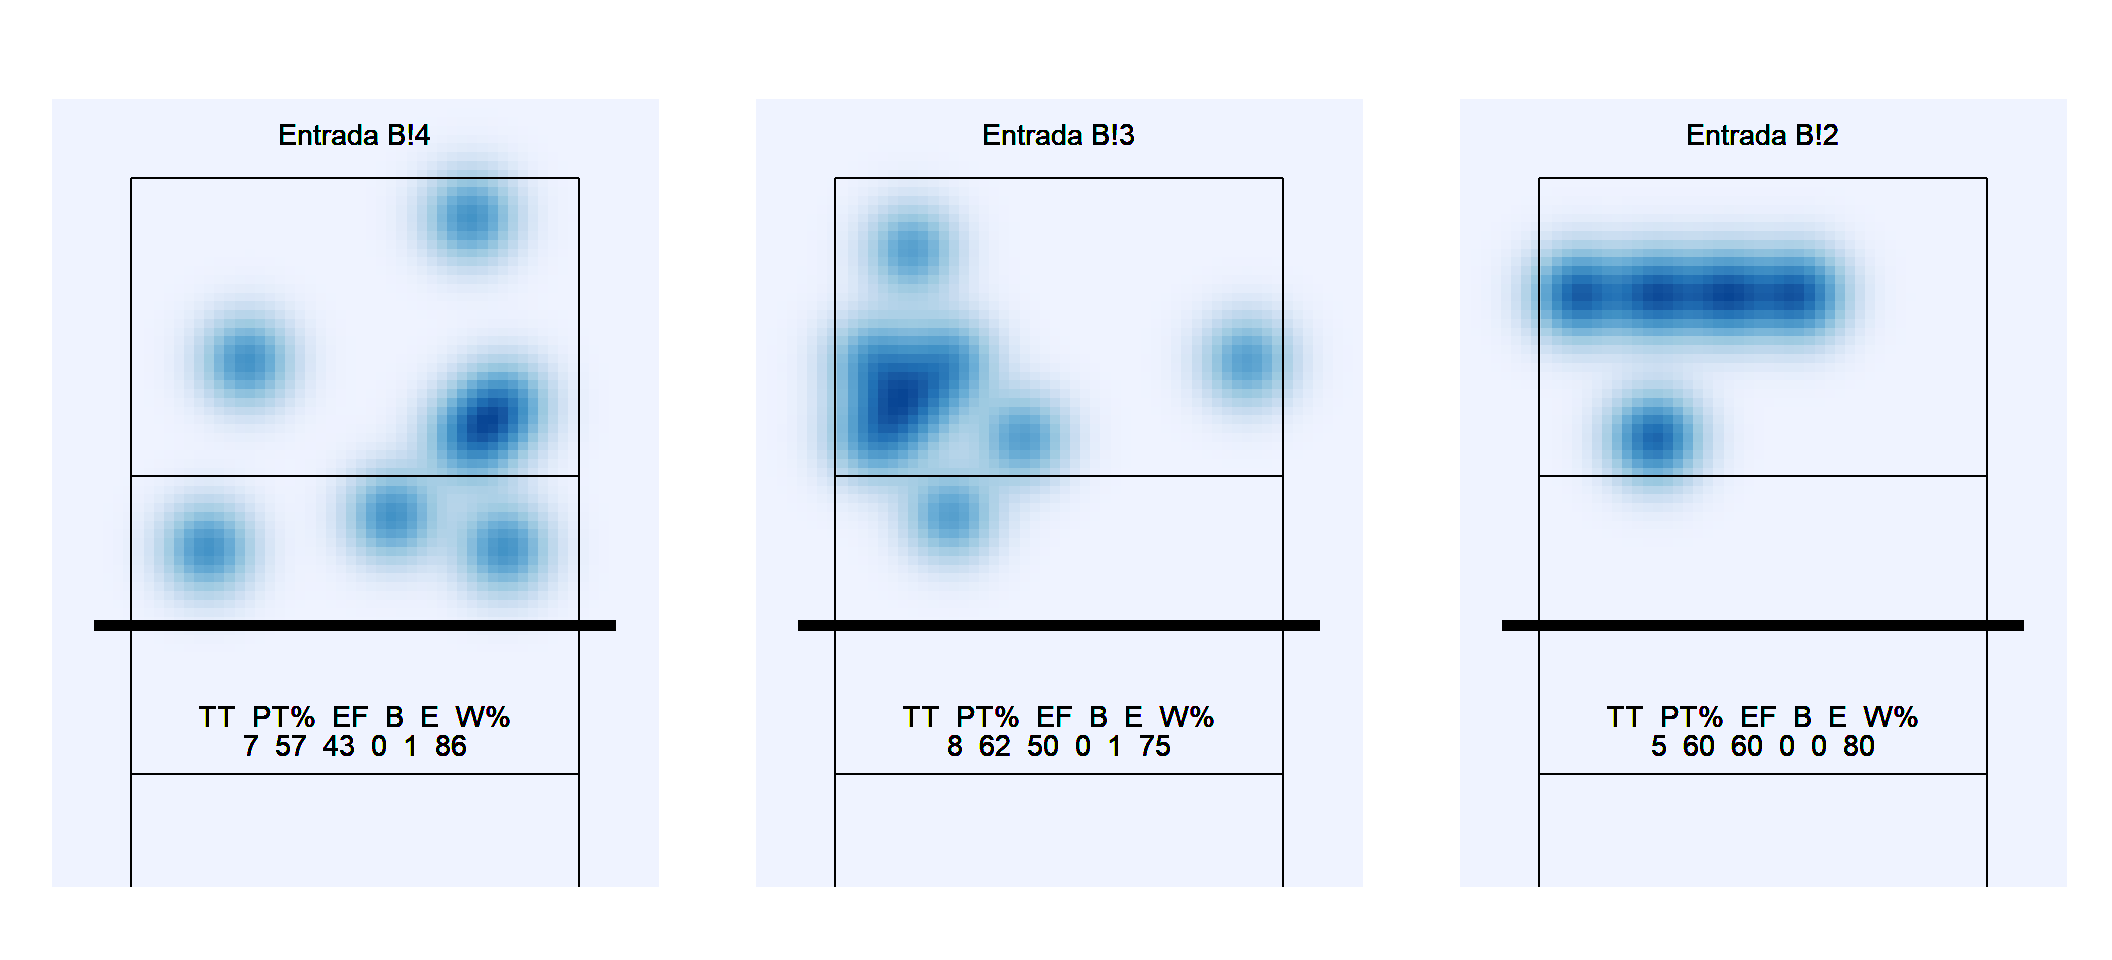 Entrada B!4
TT PT% EF B E W%
7 57 43 0 1 86
Entrada B!3
TT PT% EF B E W%
8 62 50 0 1 75
Entrada B!2
TT PT% EF B E W%
5 60 60 0 0 80